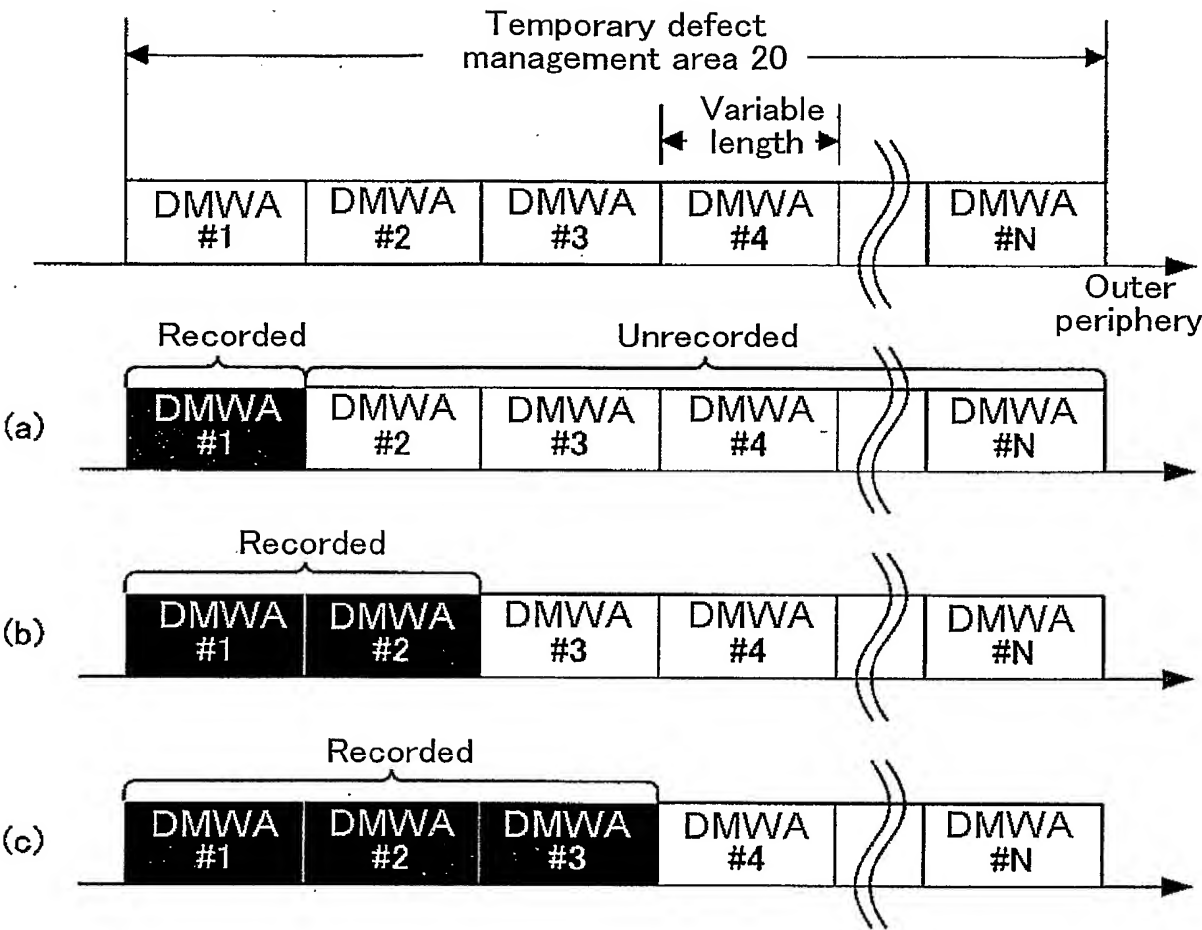 Temporary defect
management area 20
Variable
length
DMWA #1 DMWA #2 DMWA #3 DMWA #4 DMWA #N
Outer
periphery
Recorded Unrecorded
(a) DMWA #1 DMWA #2 DMWA #3 DMWA #4 DMWA #N
Recorded
(b) DMWA #1 DMWA #2 DMWA #3 DMWA #4 DMWA #N
Recorded
(c) DMWA #1 DMWA #2 DMWA #3 DMWA #4 DMWA #N